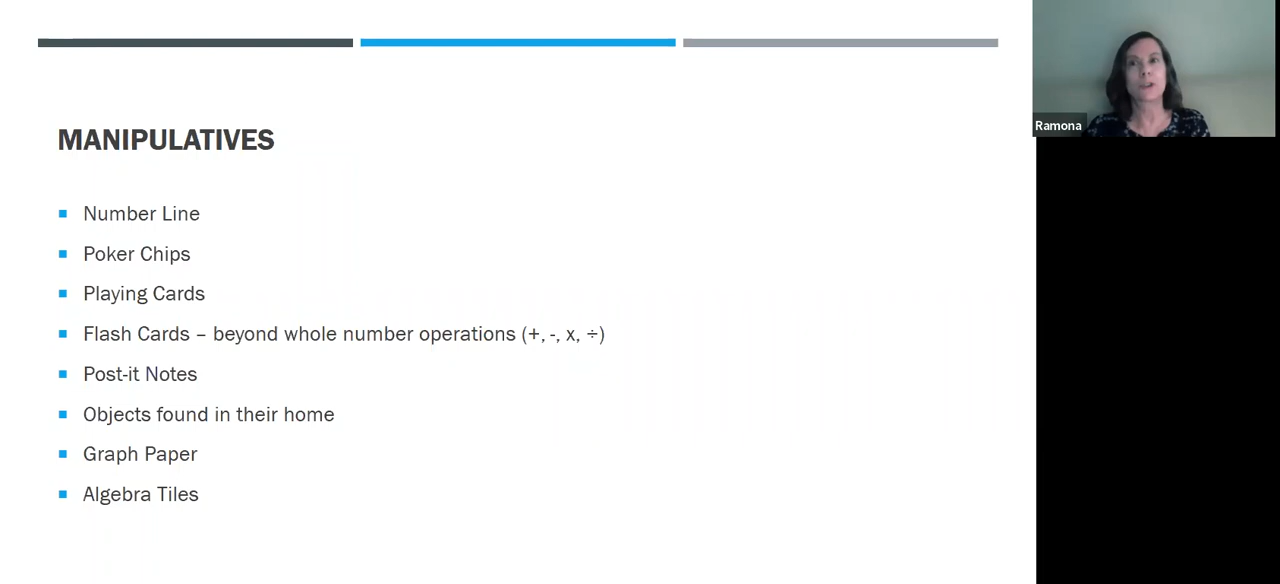 MANIPULATIVES
Number Line
Poker Chips
Playing Cards
Flash Cards – beyond whole number operations (+, -, x, ÷)
Post-it Notes
Objects found in their home
Graph Paper
Algebra Tiles
Ramona